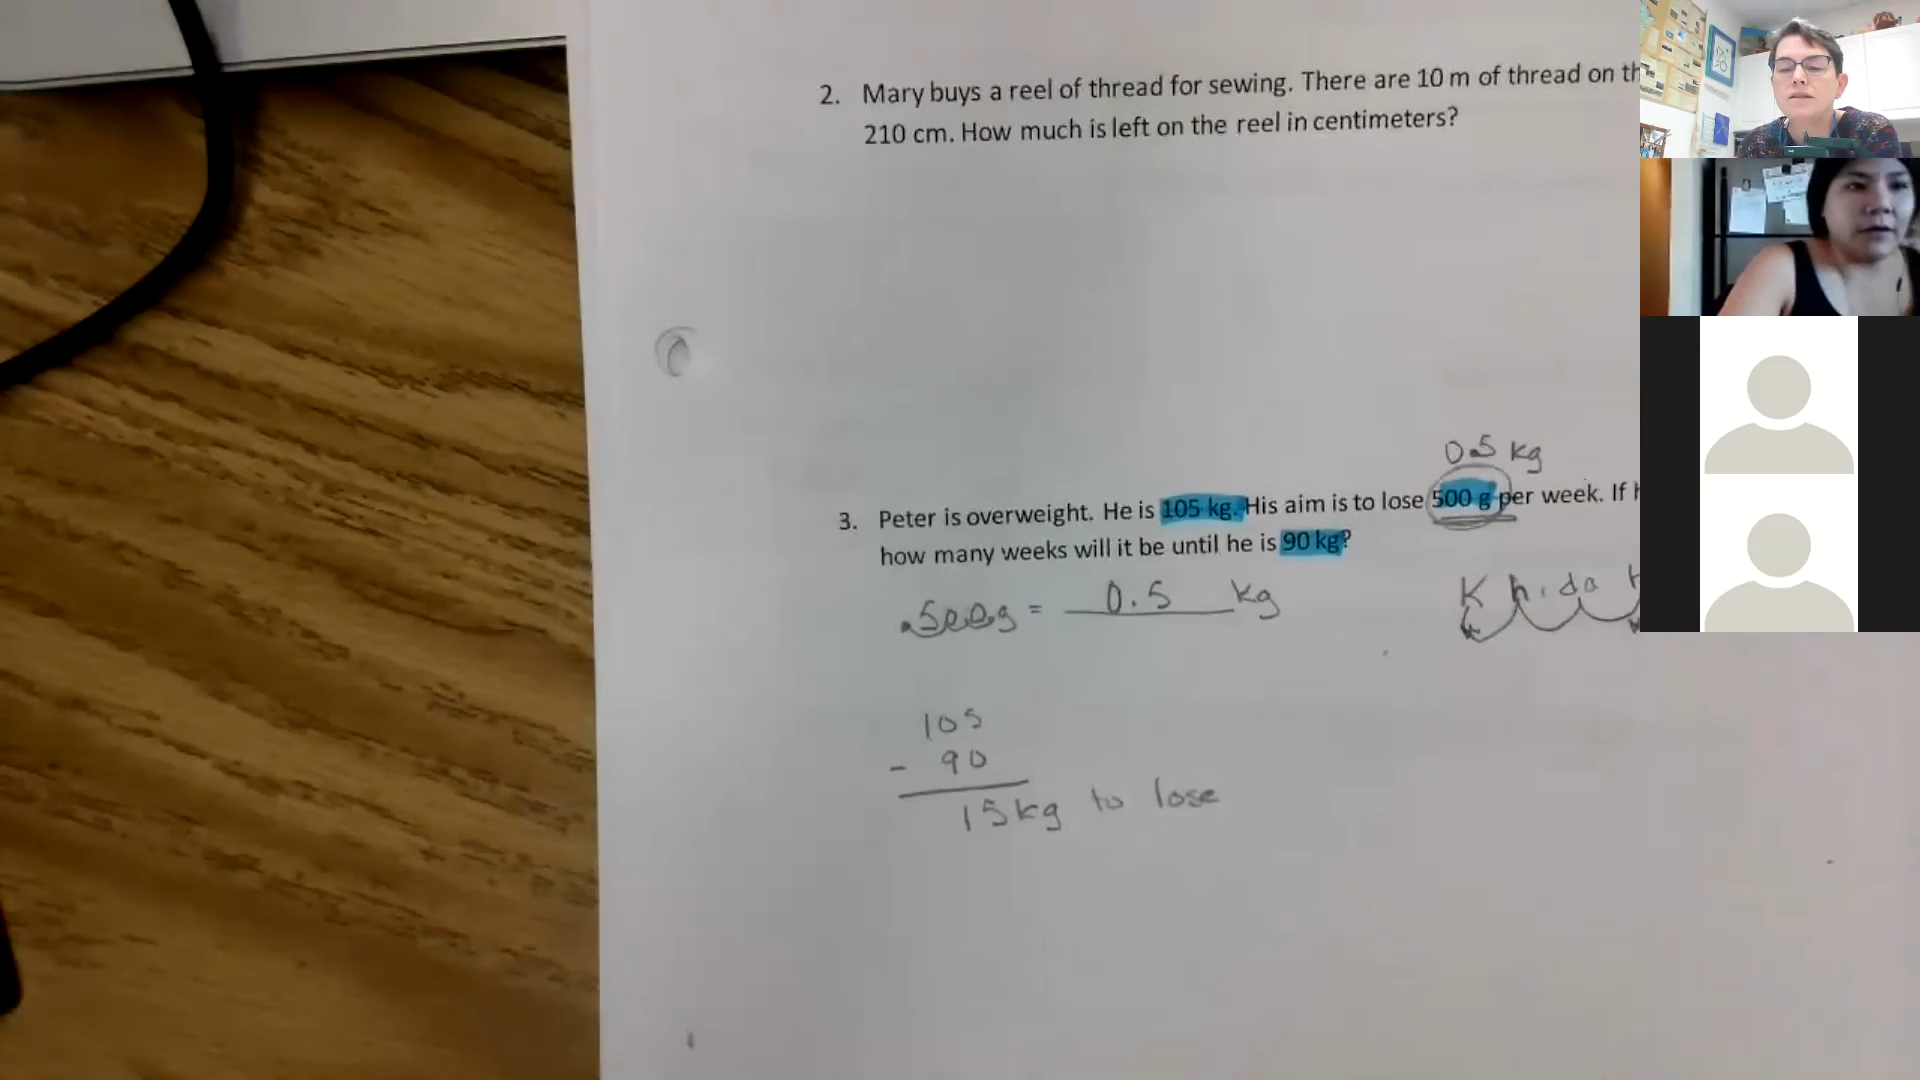 2. Mary buys a reel of thread for sewing. There are 10 m of thread on th
210 cm. How much is left on the reel in centimeters?
0.5 kg
3. Peter is overweight. He is 105 kg. His aim is to lose 500 g per week. If h
how many weeks will it be until he is 90 kg?
500g = 0.5 kg
K h i da
105
- 90
15kg to lose